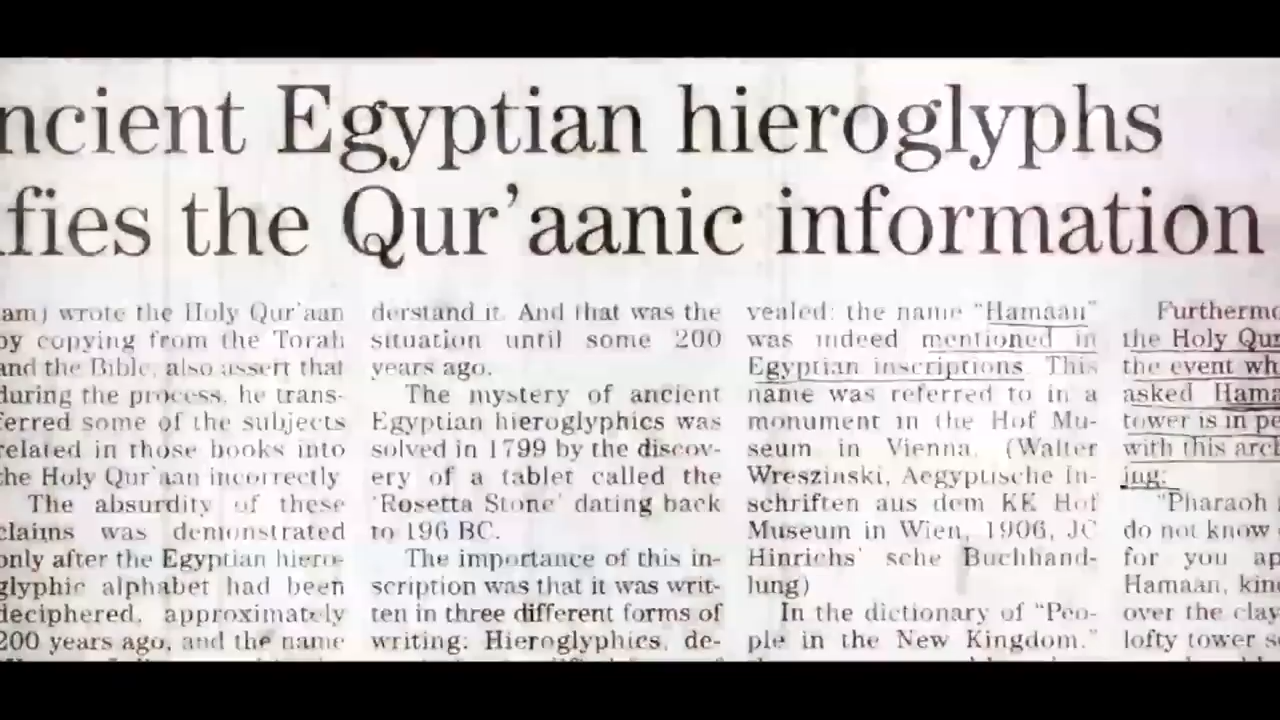 ncient Egyptian hieroglyphs
fies the Qur'aanic information
am) wrote the Holy Qur'aan
by copying from the Torah
and the Bible, also assert that
during the process, he trans-
ferred some of the subjects
related in those books into
the Holy Qur'aan incorrectly
The absurdity of these
claims was demonstrated
only after the Egyptian hiero-
glyphic alphabet had been
deciphered, approximately
200 years ago, and the name
derstand it. And that was the
situation until some 200
years ago.
The mystery of ancient
Egyptian hieroglyphics was
solved in 1799 by the discov-
ery of a tablet called the
'Rosetta Stone' dating back
to 196 BC.
The importance of this in-
scription was that it was writ-
ten in three different forms of
writing: Hieroglyphics, de-
vealed: the name "Hamaan"
was indeed mentioned in
Egyptian inscriptions. This
name was referred to in a
monument in the Hof Mu-
seum in Vienna. (Walter
Wreszinski, Aegyptische In-
schriften aus dem KK Hof
Museum in Wien, 1906, JC
Hinrichs' sche Buchhand-
lung)
In the dictionary of "Peo-
ple in the New Kingdom."
Furthermo
the Holy Qur
the event wh
asked Hama
tower is in pe
with this arch
ing:
"Pharaoh
do not know
for you ap
Hamaan, kin
over the clay
lofty tower s